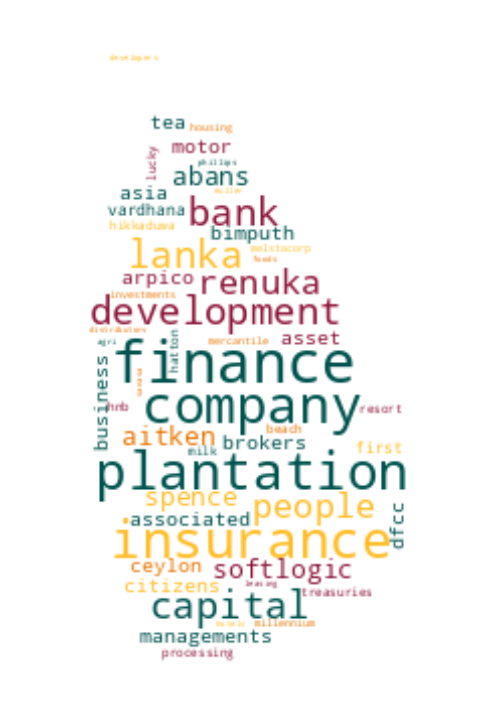 developers
tea housing
lucky motor
phillips
abans
asia muller
vardhana bank
hikkaduwa bimputh
lanka melstacorp
foods
arpico renuka
investments
development
distributors
agri hatton mercantile asset
finance
business
hnb company resort
aitken beach
milk brokers first
plantation
spence people
associated dfcc
insurance
ceylon softlogic
citizens leasing treasuries
capital
hotels millennium
managements
processing